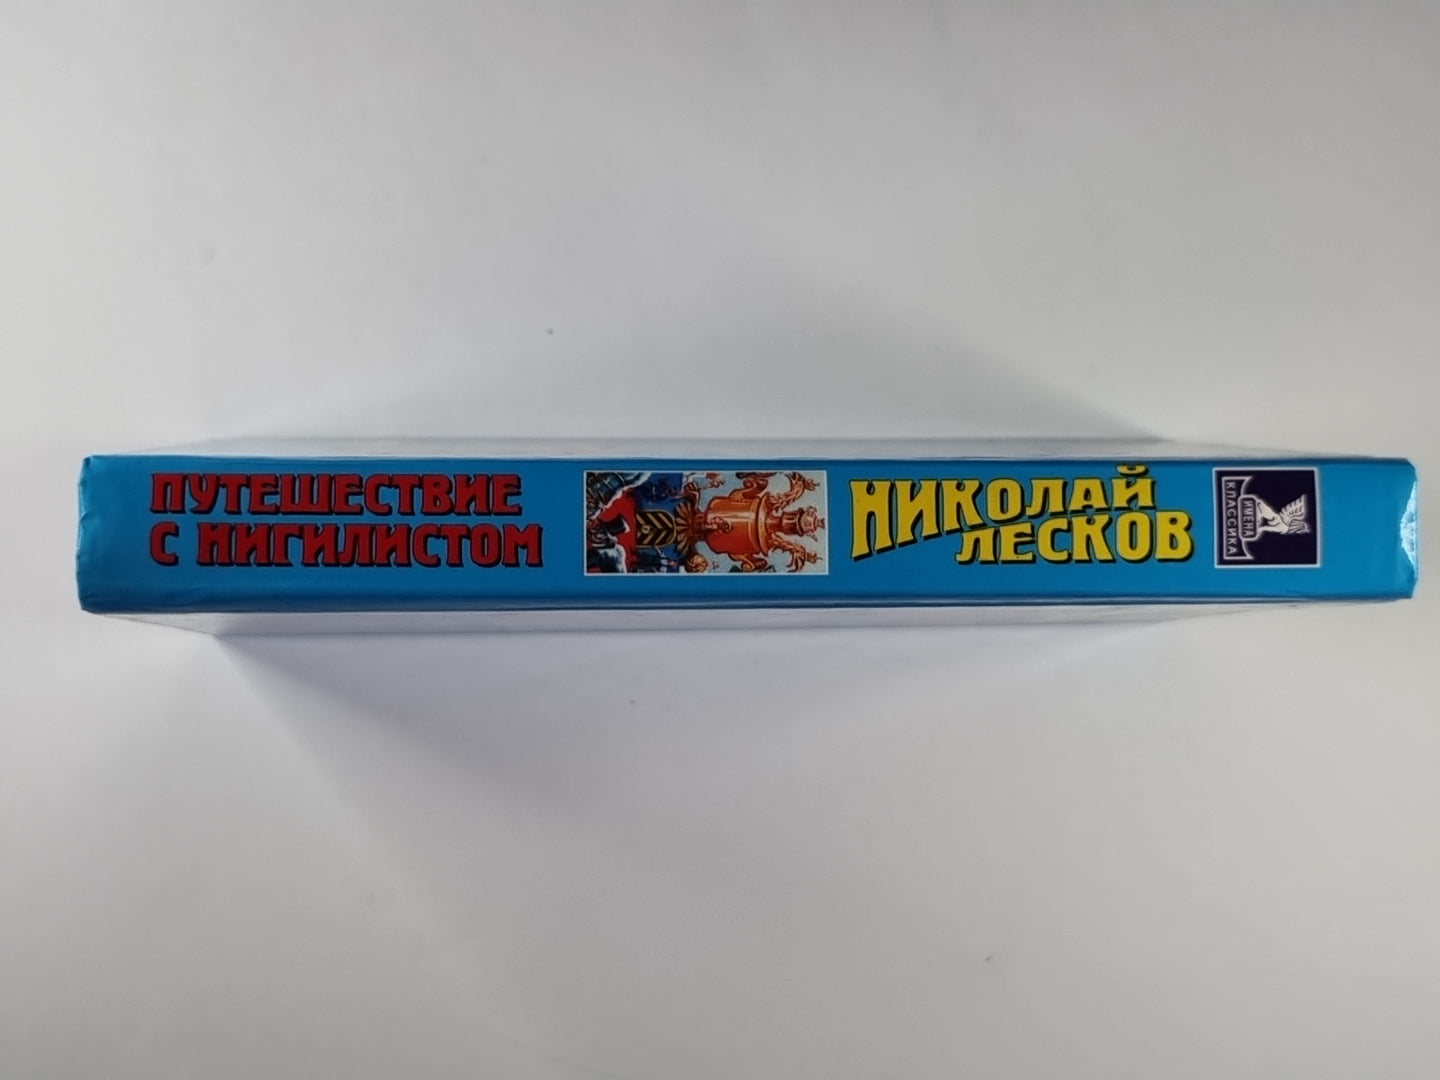 ПУТЕШЕСТВИЕ
С НИГИЛИСТОМ
НИКОЛАЙ
ЛЕСКОВ
ИМЕНА
КЛАССИКА